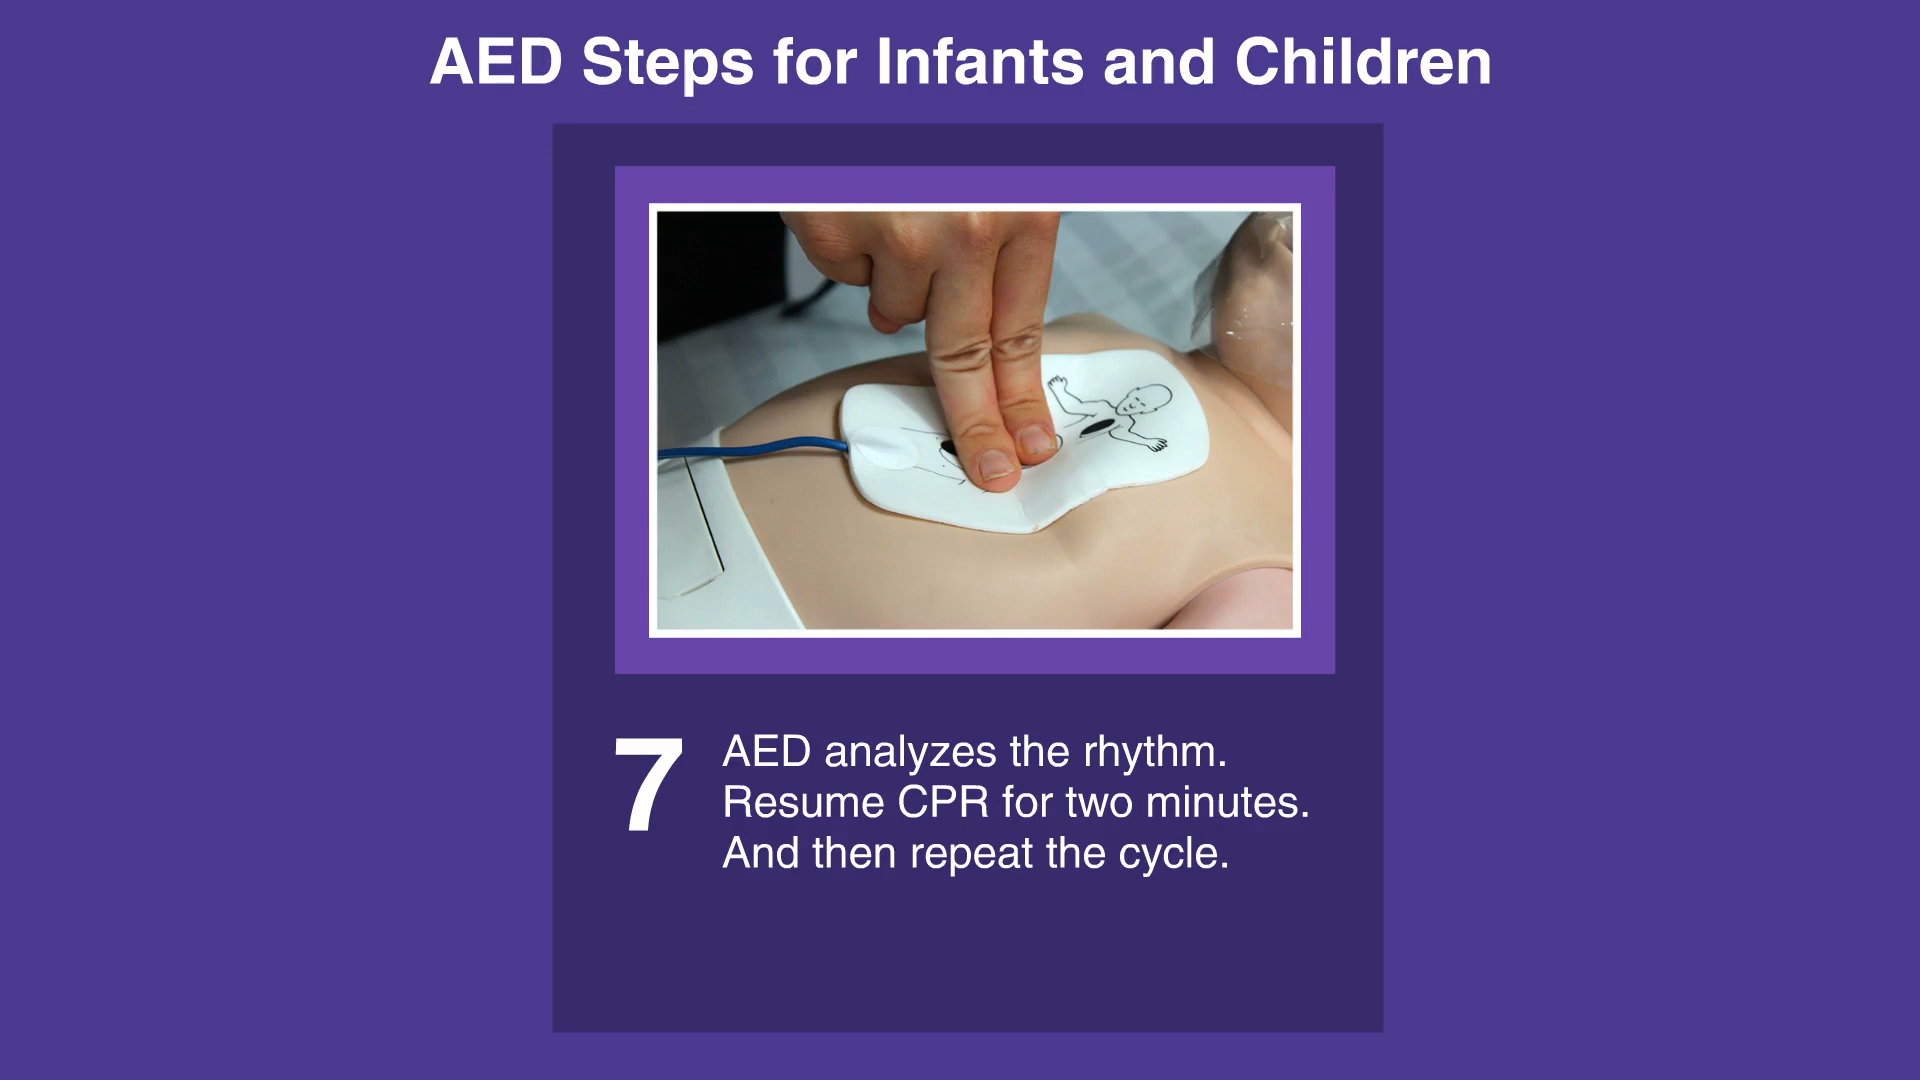 AED Steps for Infants and Children
7
AED analyzes the rhythm.
Resume CPR for two minutes.
And then repeat the cycle.